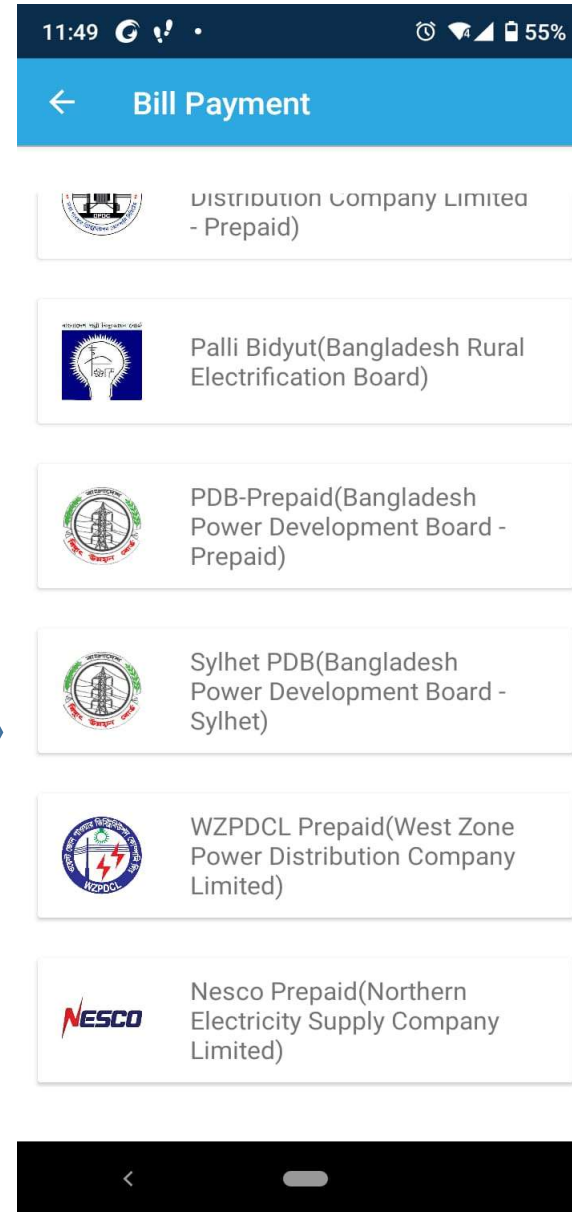 11:49
55%
Bill Payment
Distribution Company Limited
- Prepaid)
Palli Bidyut(Bangladesh Rural
Electrification Board)
PDB-Prepaid(Bangladesh
Power Development Board -
Prepaid)
Sylhet PDB(Bangladesh
Power Development Board -
Sylhet)
WZPDCL
WZPDCL Prepaid(West Zone
Power Distribution Company
Limited)
NESCO
Nesco Prepaid(Northern
Electricity Supply Company
Limited)